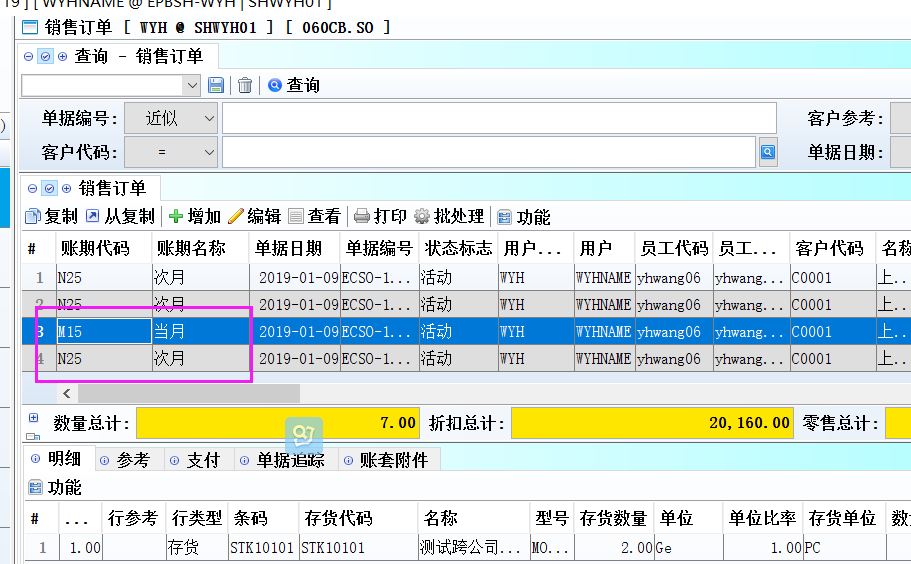 19 ] [ WYHNAME @ EPBSH-WYH | SHWYH01 ]
销售订单 [ WYH @ SHWYH01 ] [ 060CB.SO ]
查询 - 销售订单
查询
单据编号: 近似 客户参考:
客户代码: = 单据日期:
销售订单
复制 从复制 增加 编辑 查看 打印 批处理 功能
# 账期代码 账期名称 单据日期 单据编号 状态标志 用户... 用户 员工代码 员工... 客户代码 名称
1 N25 次月 2019-01-09 ECSO-1... 活动 WYH WYHNAME yhwang06 yhwang... C0001 上...
2 N25 次月 2019-01-09 ECSO-1... 活动 WYH WYHNAME yhwang06 yhwang... C0001 上...
3 M15 当月 2019-01-09 ECSO-1... 活动 WYH WYHNAME yhwang06 yhwang... C0001 上...
4 N25 次月 2019-01-09 ECSO-1... 活动 WYH WYHNAME yhwang06 yhwang... C0001 上...
数量总计: 7.00 折扣总计: 20,160.00 零售总计:
明细 参考 支付 单据追踪 账套附件
功能
# ... 行参考 行类型 条码 存货代码 名称 型号 存货数量 单位 单位比率 存货单位 数
1 1.00 存货 STK10101 STK10101 测试跨公司... MO... 2.00 Ge 1.00 PC